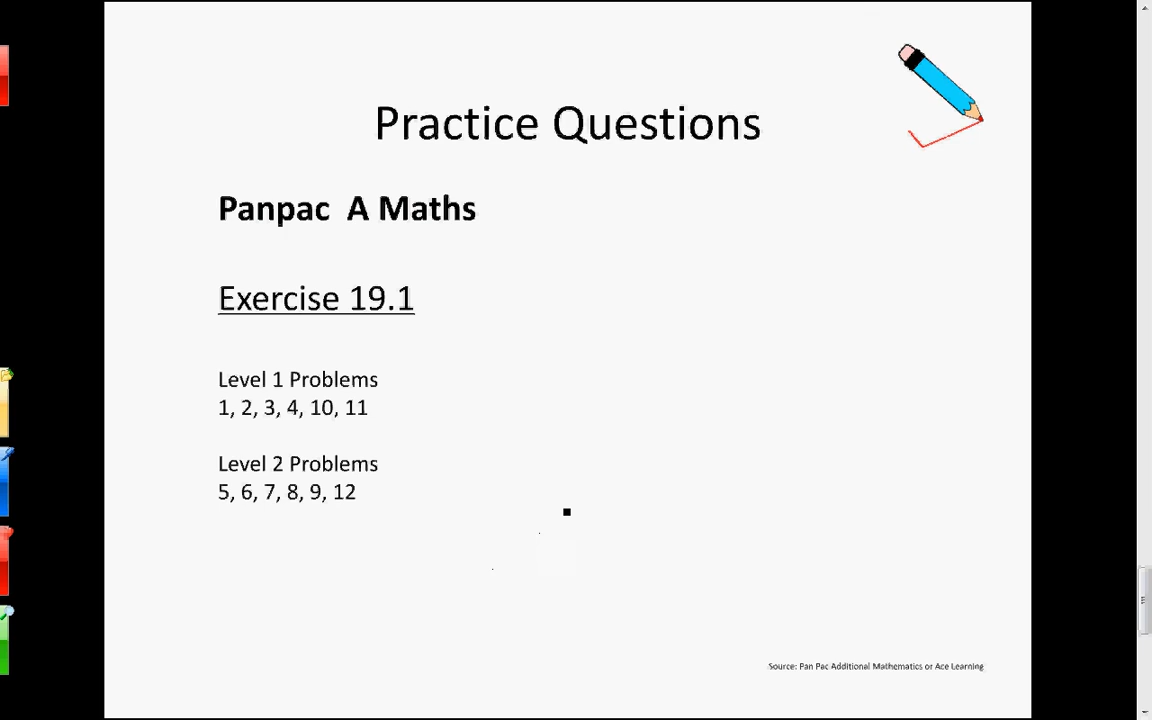 Practice Questions
Panpac A Maths
Exercise 19.1
Level 1 Problems
1, 2, 3, 4, 10, 11
Level 2 Problems
5, 6, 7, 8, 9, 12
Source: Pan Pac Additional Mathematics or Ace Learning